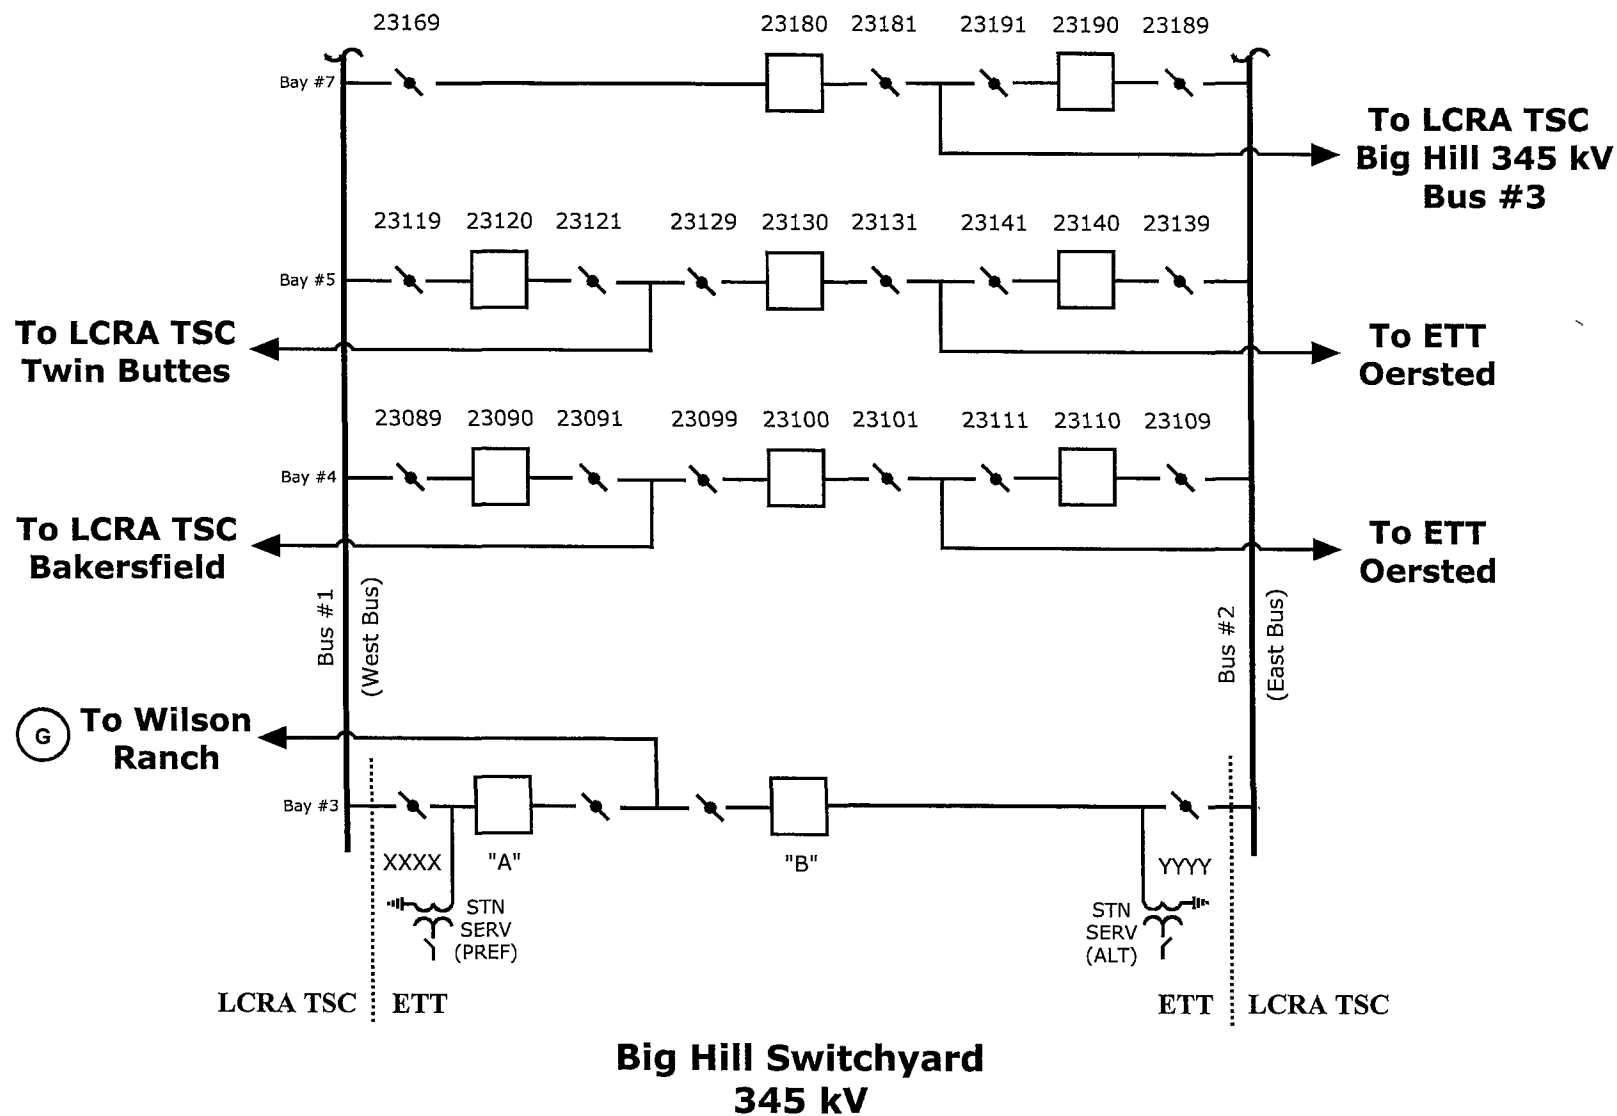 23169 23180 23181 23191 23190 23189
Bay #7
To LCRA TSC
Big Hill 345 kV
Bus #3
23119 23120 23121 23129 23130 23131 23141 23140 23139
Bay #5
To LCRA TSC
Twin Buttes
To ETT
Oersted
23089 23090 23091 23099 23100 23101 23111 23110 23109
Bay #4
To LCRA TSC
Bakersfield
To ETT
Oersted
Bus #1
(West Bus)
Bus #2
(East Bus)
G
To Wilson
Ranch
Bay #3
XXXX "A" "B" YYYY
STN
SERV
(PREF)
STN
SERV
(ALT)
LCRA TSC ETT ETT LCRA TSC
Big Hill Switchyard
345 kV